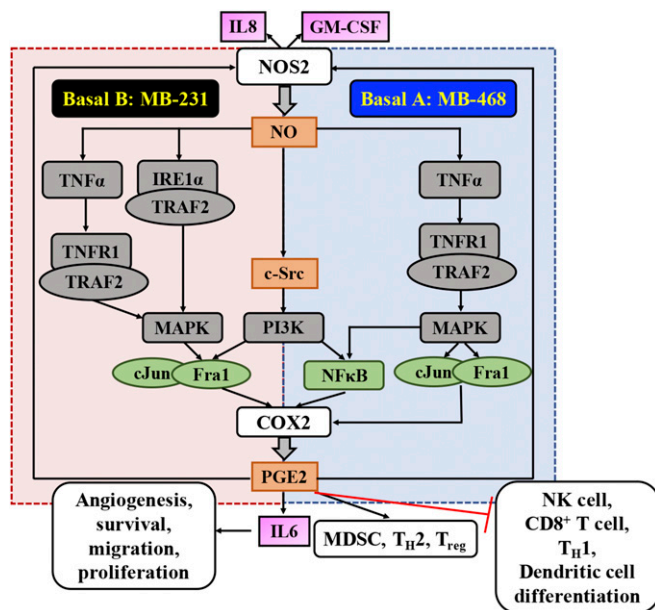 IL8
GM-CSF
NOS2
Basal B: MB-231
Basal A: MB-468
NO
TNFα
IRE1α
TRAF2
TNFα
TNFR1
TRAF2
TNFR1
TRAF2
c-Src
MAPK
PI3K
MAPK
cJun
Fra1
NFκB
cJun
Fra1
COX2
PGE2
Angiogenesis,
survival,
migration,
proliferation
IL6
MDSC, TH2, Treg
NK cell,
CD8+ T cell,
TH1,
Dendritic cell
differentiation